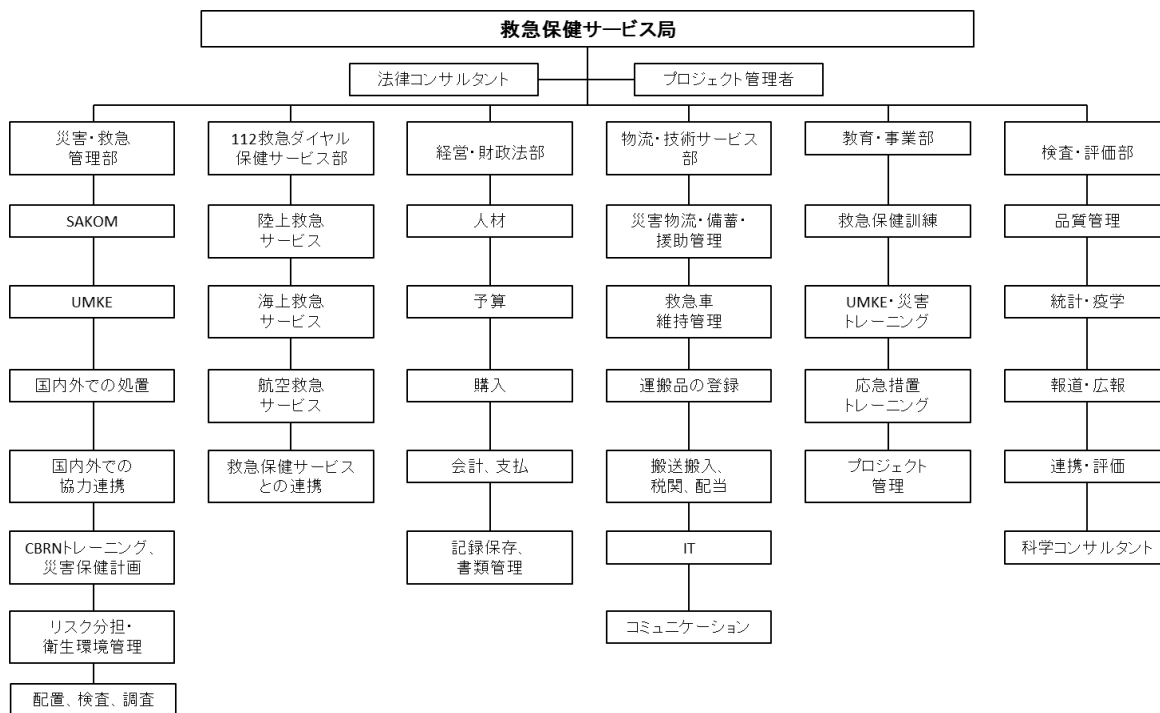 救急保健サービス局
法律コンサルタント
プロジェクト管理者
災害・救急
管理部
112救急ダイヤル
保健サービス部
経営・財政法部
物流・技術サービス
部
教育・事業部
検査・評価部
SAKOM
陸上救急
サービス
人材
災害物流・備蓄・
援助管理
救急保健訓練
品質管理
UMKE
海上救急
サービス
予算
救急車
維持管理
UMKE・災害
トレーニング
統計・疫学
国内外での処置
航空救急
サービス
購入
運搬品の登録
応急措置
トレーニング
報道・広報
国内外での
協力連携
救急保健サービス
との連携
会計、支払
搬送搬入、
税関、配当
プロジェクト
管理
連携・評価
CBRNトレーニング、
災害保健計画
記録保存、
書類管理
IT
科学コンサルタント
リスク分担・
衛生環境管理
コミュニケーション
配置、検査、調査